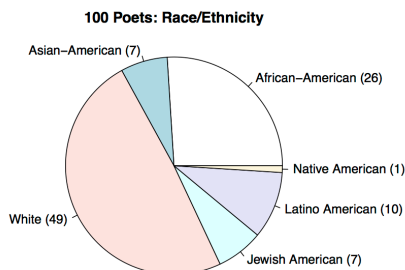 100 Poets: Race/Ethnicity
Asian−American (7)
African−American (26)
Native American (1)
Latino American (10)
White (49)
Jewish American (7)